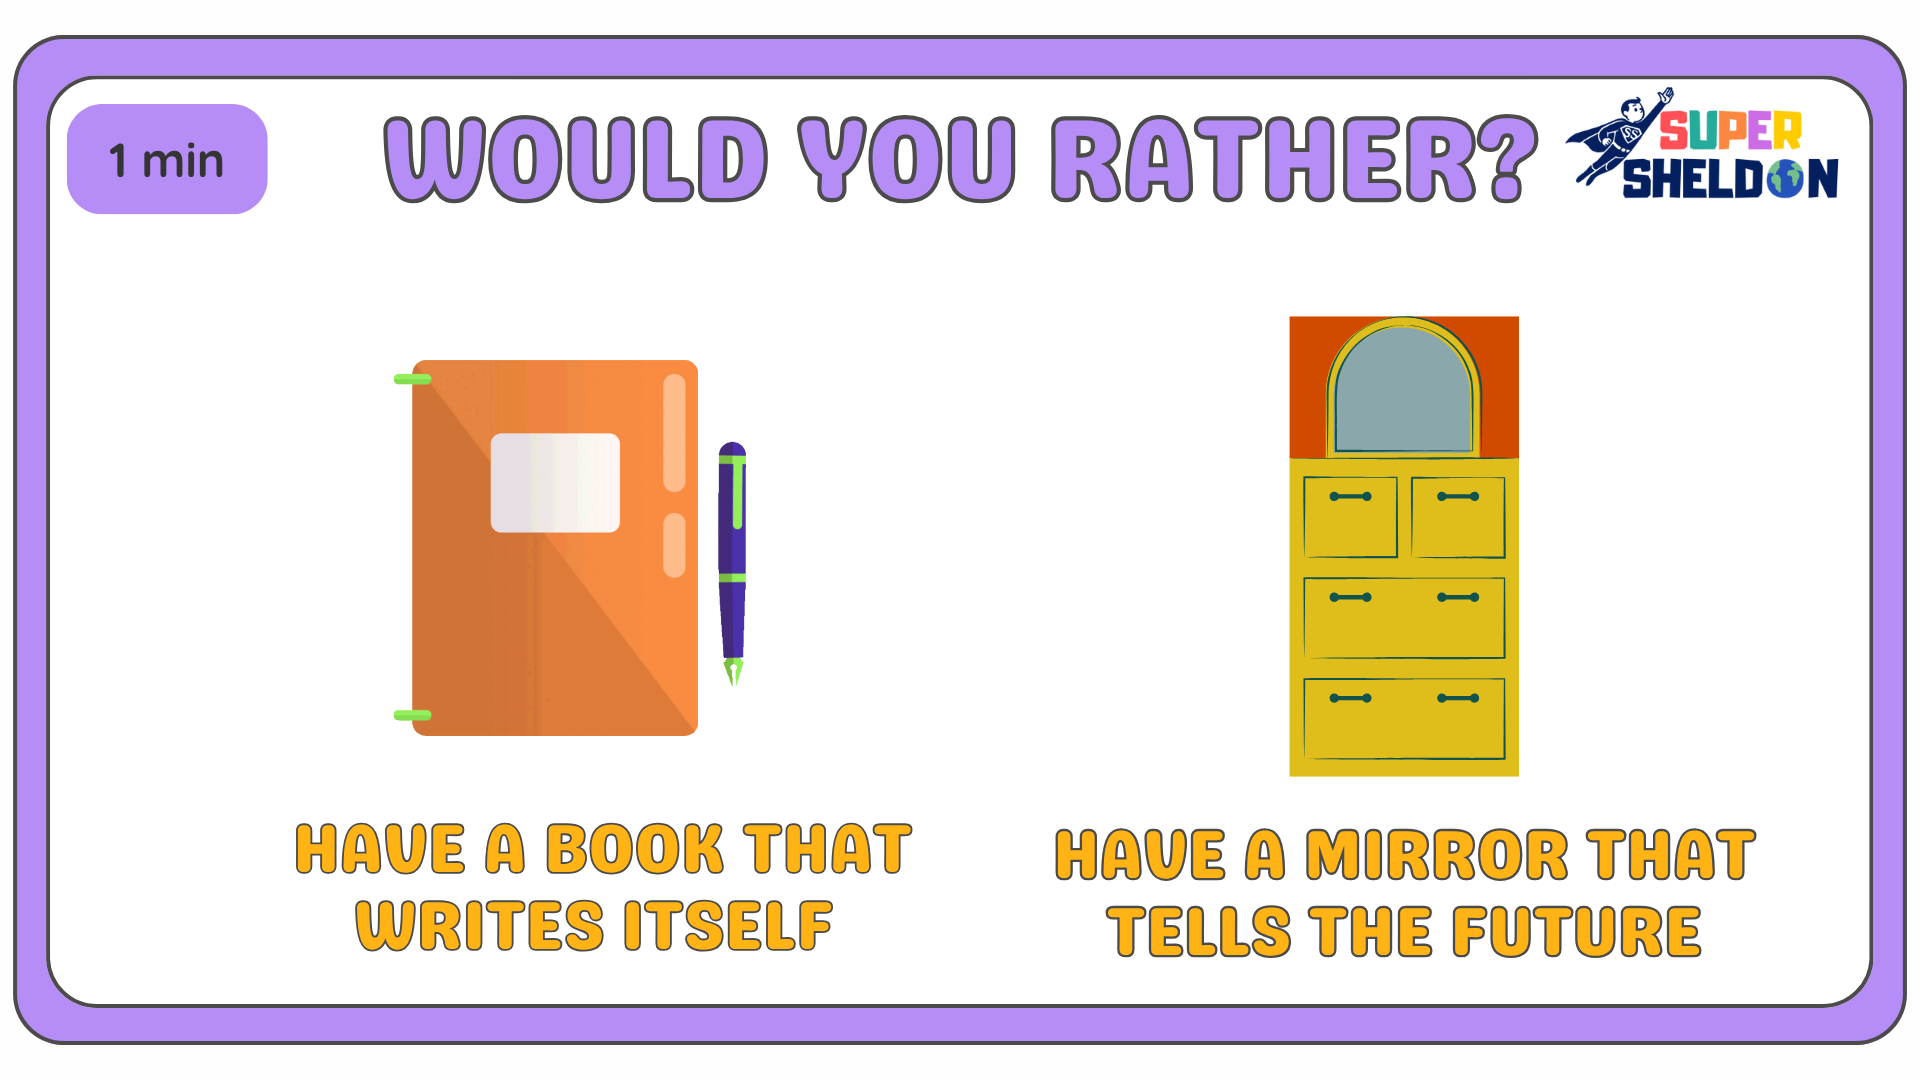 1 min
WOULD YOU RATHER?
SUPER
SHELDON
HAVE A BOOK THAT
WRITES ITSELF
HAVE A MIRROR THAT
TELLS THE FUTURE